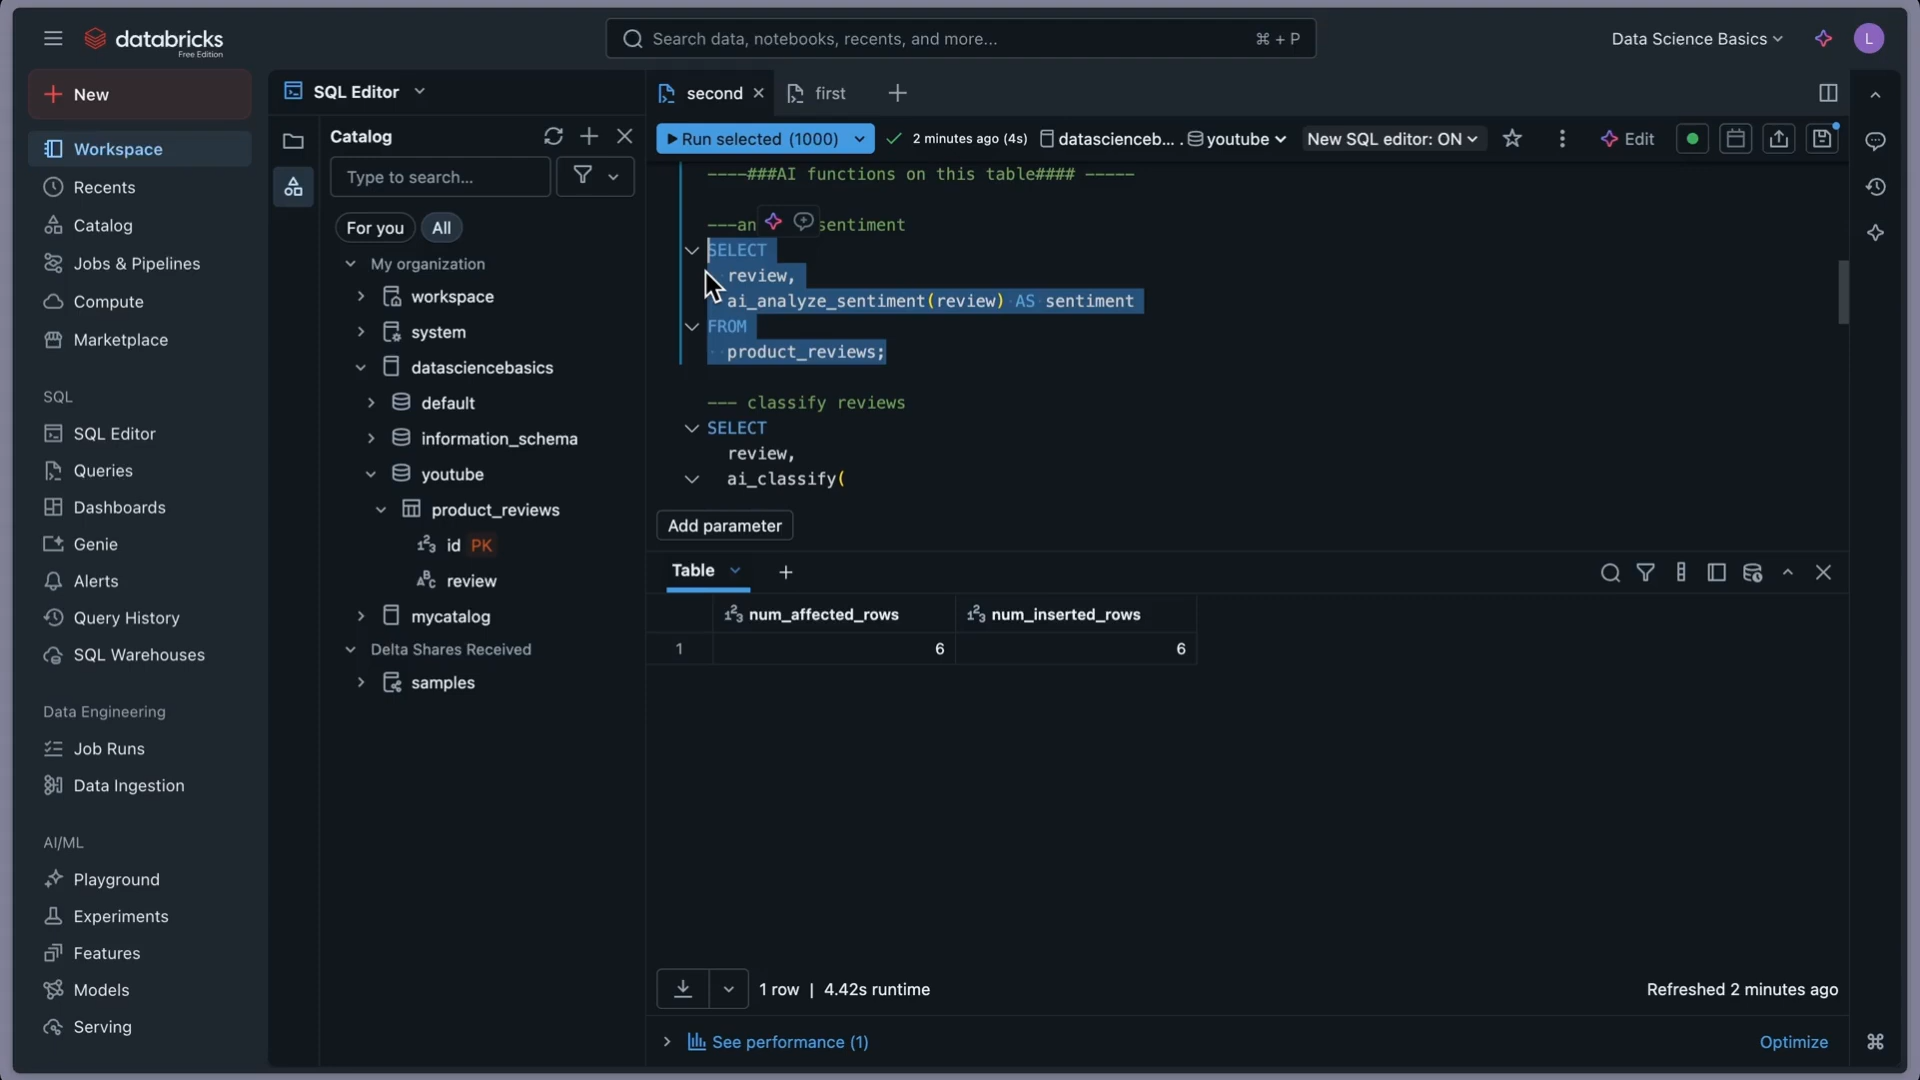 databricks
Free Edition
Search data, notebooks, recents, and more...
⌘ + P
Data Science Basics
L
New
Workspace
Recents
Catalog
Jobs & Pipelines
Compute
Marketplace
SQL
SQL Editor
Queries
Dashboards
Genie
Alerts
Query History
SQL Warehouses
Data Engineering
Job Runs
Data Ingestion
AI/ML
Playground
Experiments
Features
Models
Serving
SQL Editor
Catalog
Type to search...
For you
All
My organization
workspace
system
datasciencebasics
default
information_schema
youtube
product_reviews
id PK
review
mycatalog
Delta Shares Received
samples
second
first
Run selected (1000)
2 minutes ago (4s)
datascienceb... .
youtube
New SQL editor: ON
Edit
----###AI functions on this table#### -----
---an sentiment
SELECT
review,
ai_analyze_sentiment(review) AS sentiment
FROM
product_reviews;
--- classify reviews
SELECT
review,
ai_classify(
Add parameter
Table
num_affected_rows num_inserted_rows
1 6 6
1 row | 4.42s runtime
Refreshed 2 minutes ago
See performance (1)
Optimize